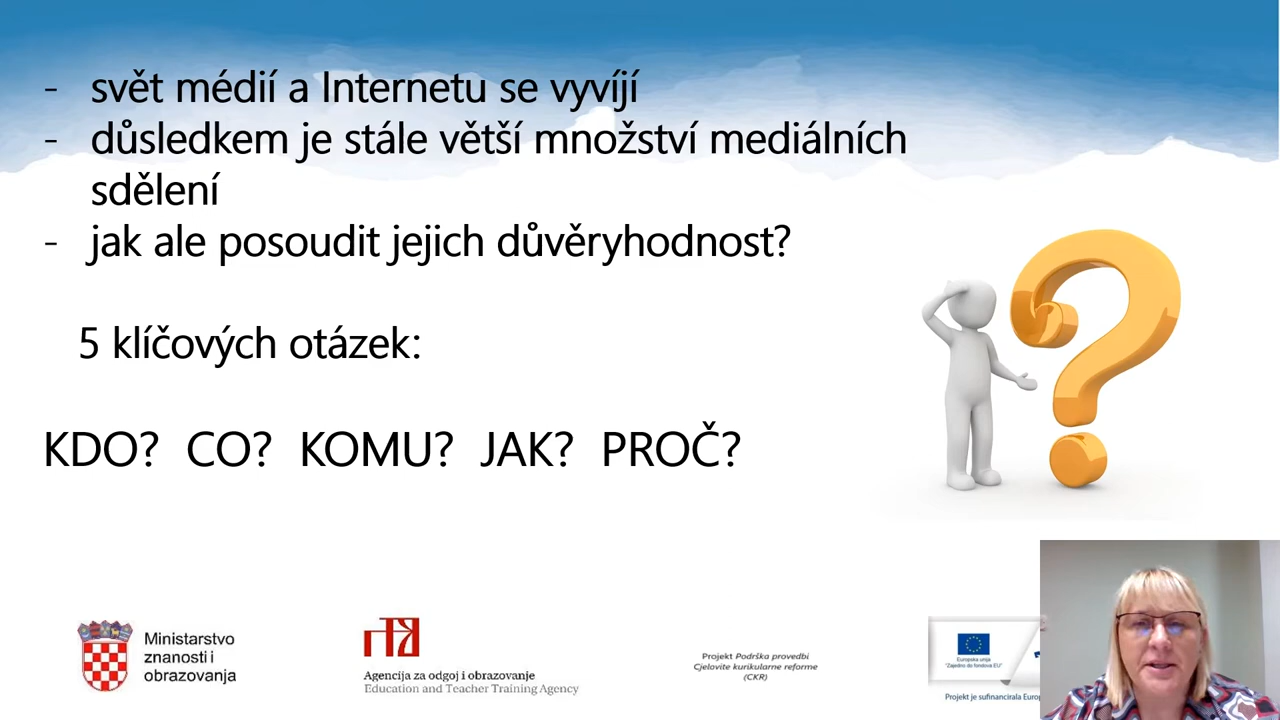 - svět médií a Internetu se vyvíjí
- důsledkem je stále větší množství mediálních
sdělení
- jak ale posoudit jejich důvěryhodnost?
5 klíčových otázek:
KDO? CO? KOMU? JAK? PROČ?
Ministarstvo
znanosti i
obrazovanja
Agencija za odgoj i obrazovanje
Education and Teacher Training Agency
Projekt Podrška provedbi
Cjelovite kurikularne reforme
(CKR)
Europska unija
"Zajedno do fondova EU"
Projekt je sufinancirala